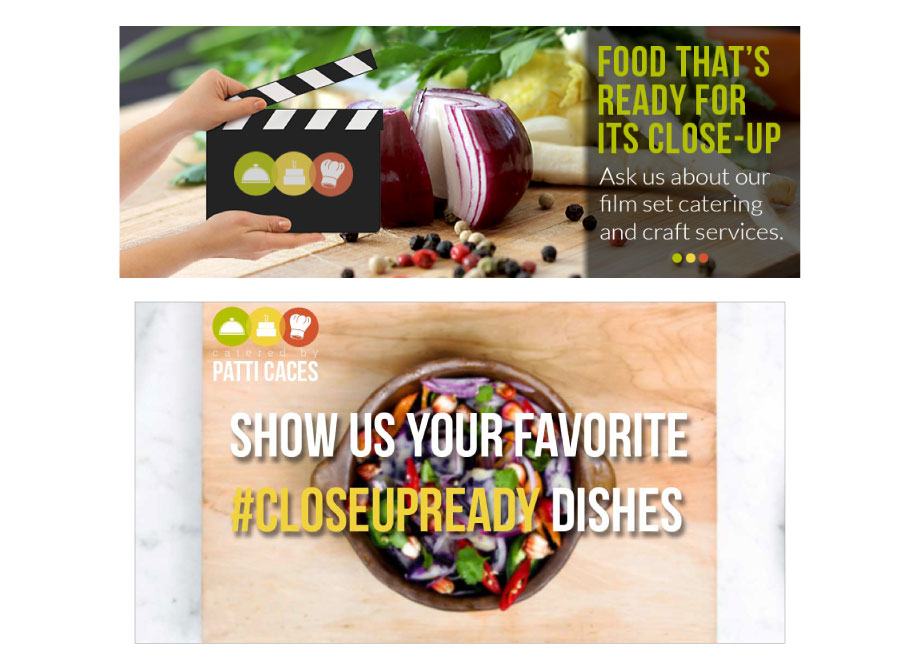 FOOD THAT'S
READY FOR
ITS CLOSE-UP
Ask us about our
film set catering
and craft services.
catered by
PATTI CACES
SHOW US YOUR FAVORITE
#CLOSEUPREADY DISHES